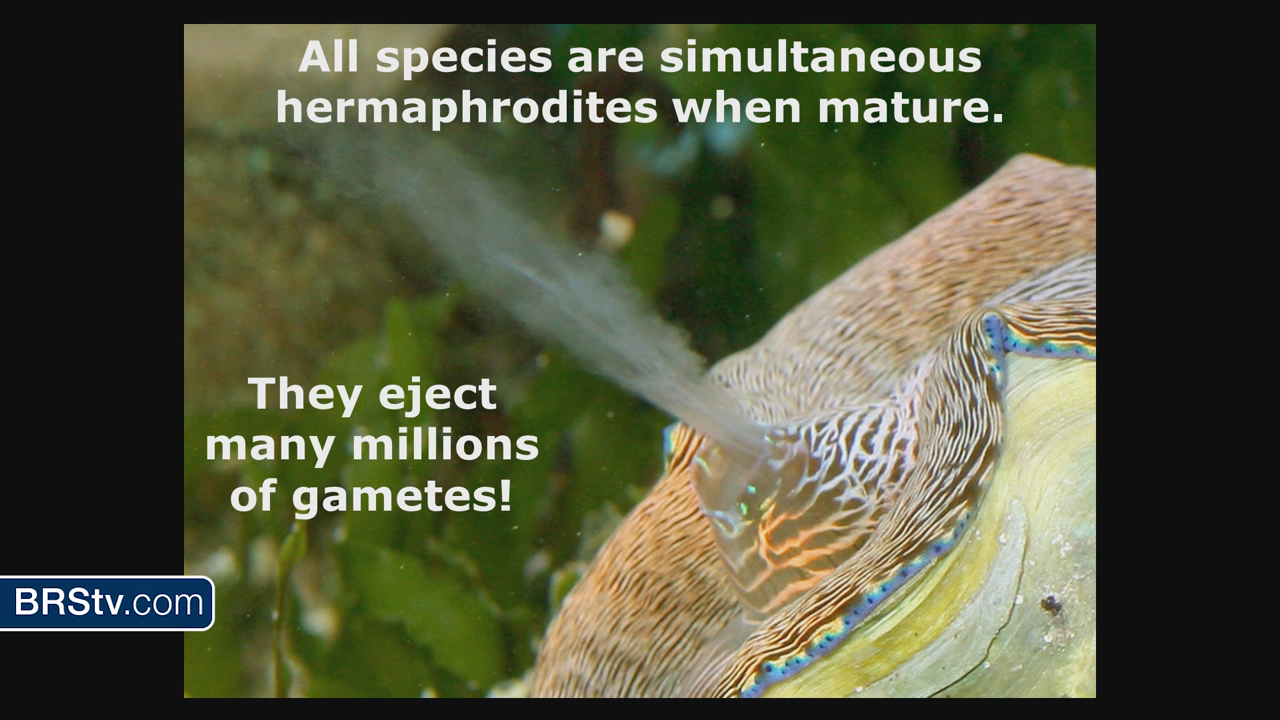 All species are simultaneous
hermaphrodites when mature.
They eject
many millions
of gametes!
BRStv.com